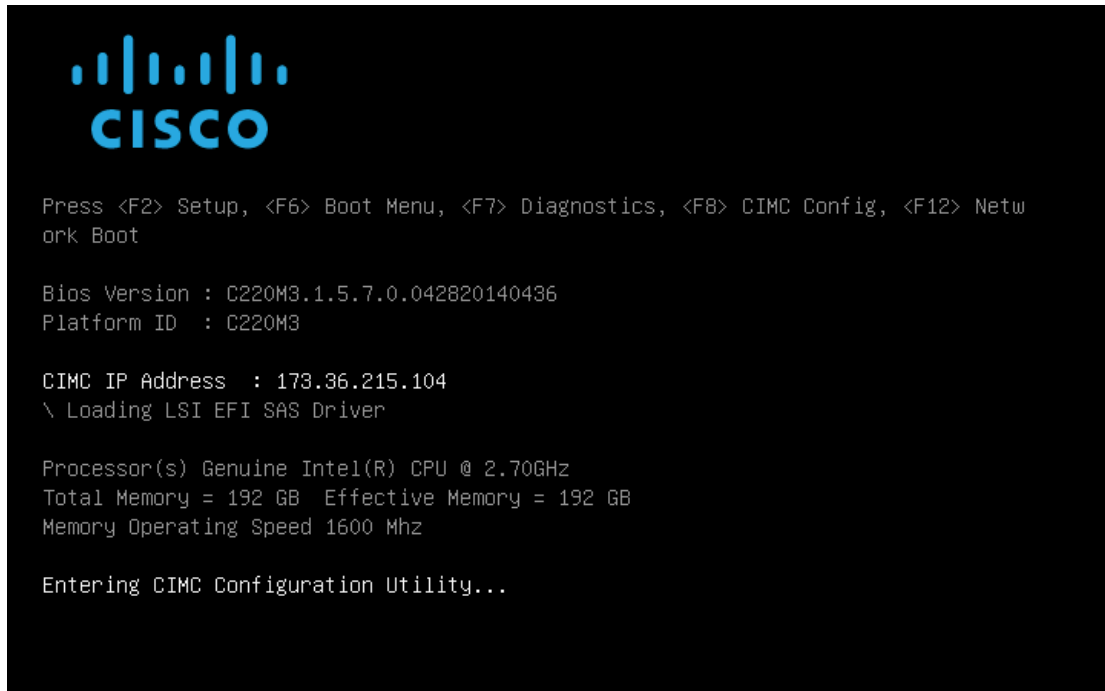 CISCO
Press <F2> Setup, <F6> Boot Menu, <F7> Diagnostics, <F8> CIMC Config, <F12> Netw
ork Boot
Bios Version : C220M3.1.5.7.0.042820140436
Platform ID  : C220M3
CIMC IP Address  : 173.36.215.104
\ Loading LSI EFI SAS Driver
Processor(s) Genuine Intel(R) CPU @ 2.70GHz
Total Memory = 192 GB  Effective Memory = 192 GB
Memory Operating Speed 1600 Mhz
Entering CIMC Configuration Utility...